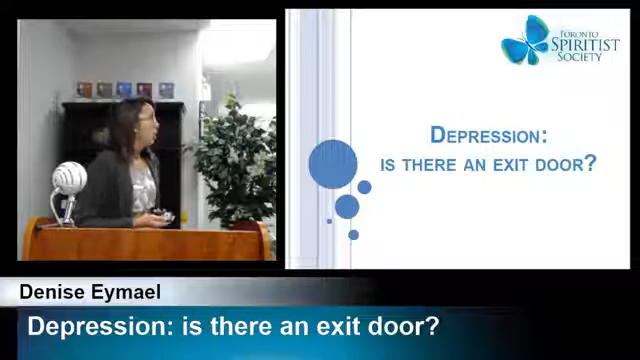 TORONTO
SPIRITIST
SOCIETY
DEPRESSION:
IS THERE AN EXIT DOOR?
Denise Eymael
Depression: is there an exit door?